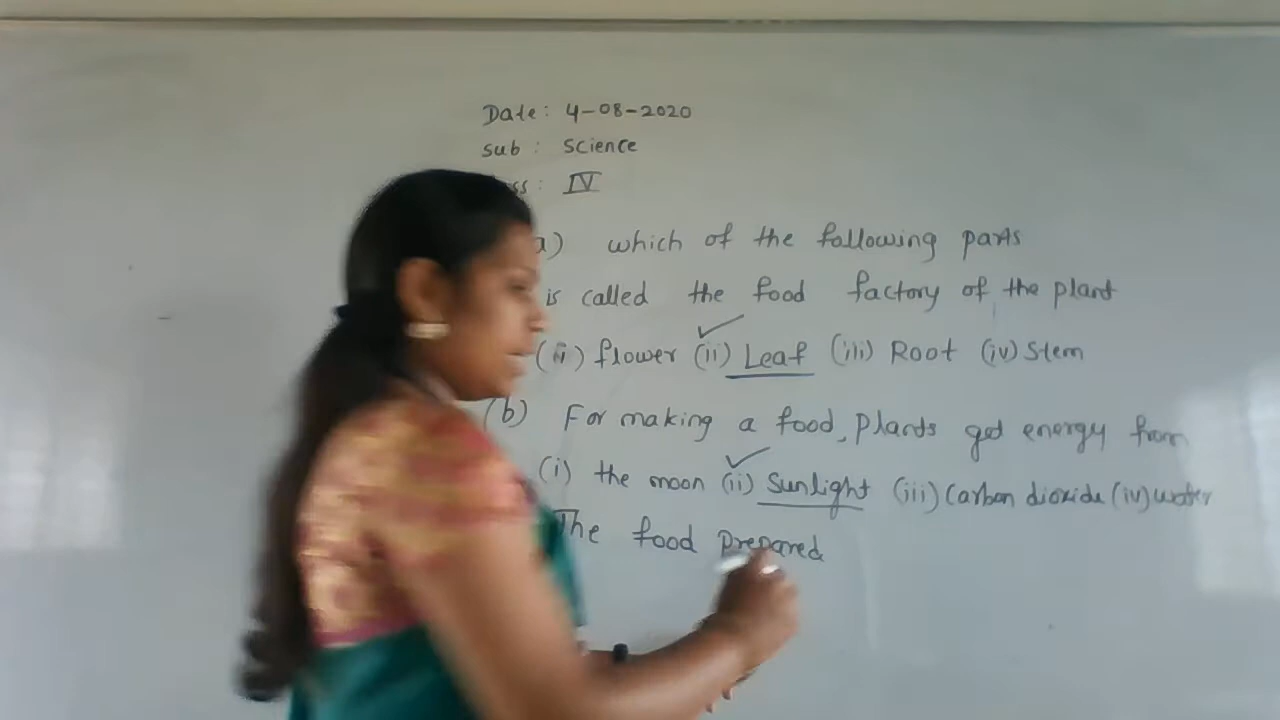 Date: 4-08-2020
Sub: Science
ss: IV
a) which of the following parts
is called the food factory of the plant
(i) flower (ii) Leaf (iii) Root (iv) Stem
(b) For making a food, plants get energy from
(i) the moon (ii) Sunlight (iii) Carbon dioxide (iv) water
The food prepared